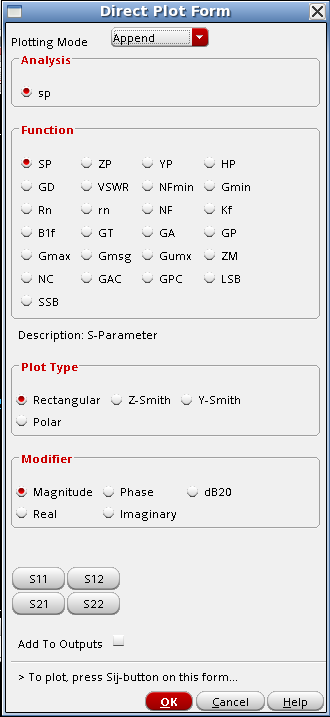 Direct Plot Form
Plotting Mode Append
Analysis
sp
Function
SP ZP YP HP
GD VSWR NFmin Gmin
Rn rn NF Kf
B1f GT GA GP
Gmax Gmsg Gumx ZM
NC GAC GPC LSB
SSB
Description: S-Parameter
Plot Type
Rectangular Z-Smith Y-Smith
Polar
Modifier
Magnitude Phase dB20
Real Imaginary
S11 S12
S21 S22
Add To Outputs
> To plot, press Sij-button on this form...
OK Cancel Help